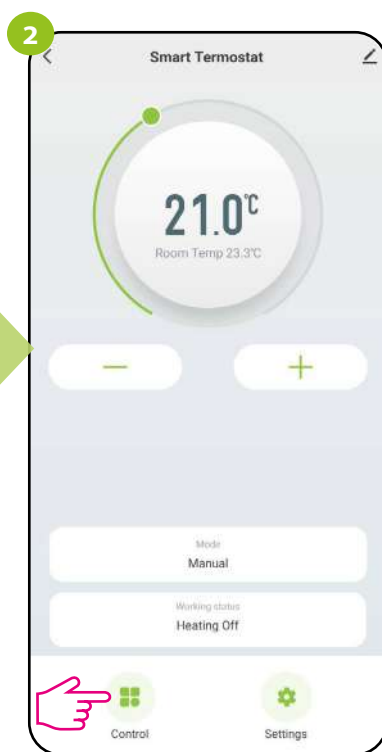 2
Smart Termostat
21.0℃
Room Temp 23.3℃
Mode
Manual
Working status
Heating Off
Control
Settings